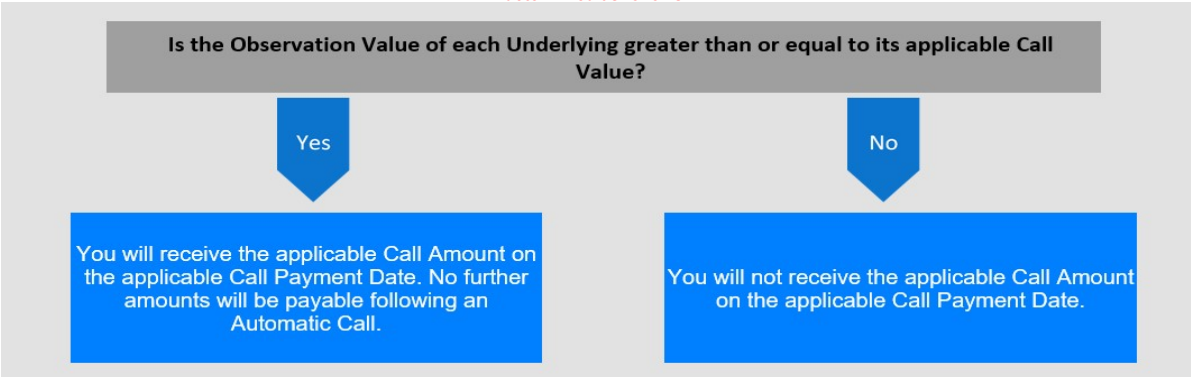 Is the Observation Value of each Underlying greater than or equal to its applicable Call
Value?
Yes
No
You will receive the applicable Call Amount on
the applicable Call Payment Date. No further
amounts will be payable following an
Automatic Call.
You will not receive the applicable Call Amount
on the applicable Call Payment Date.